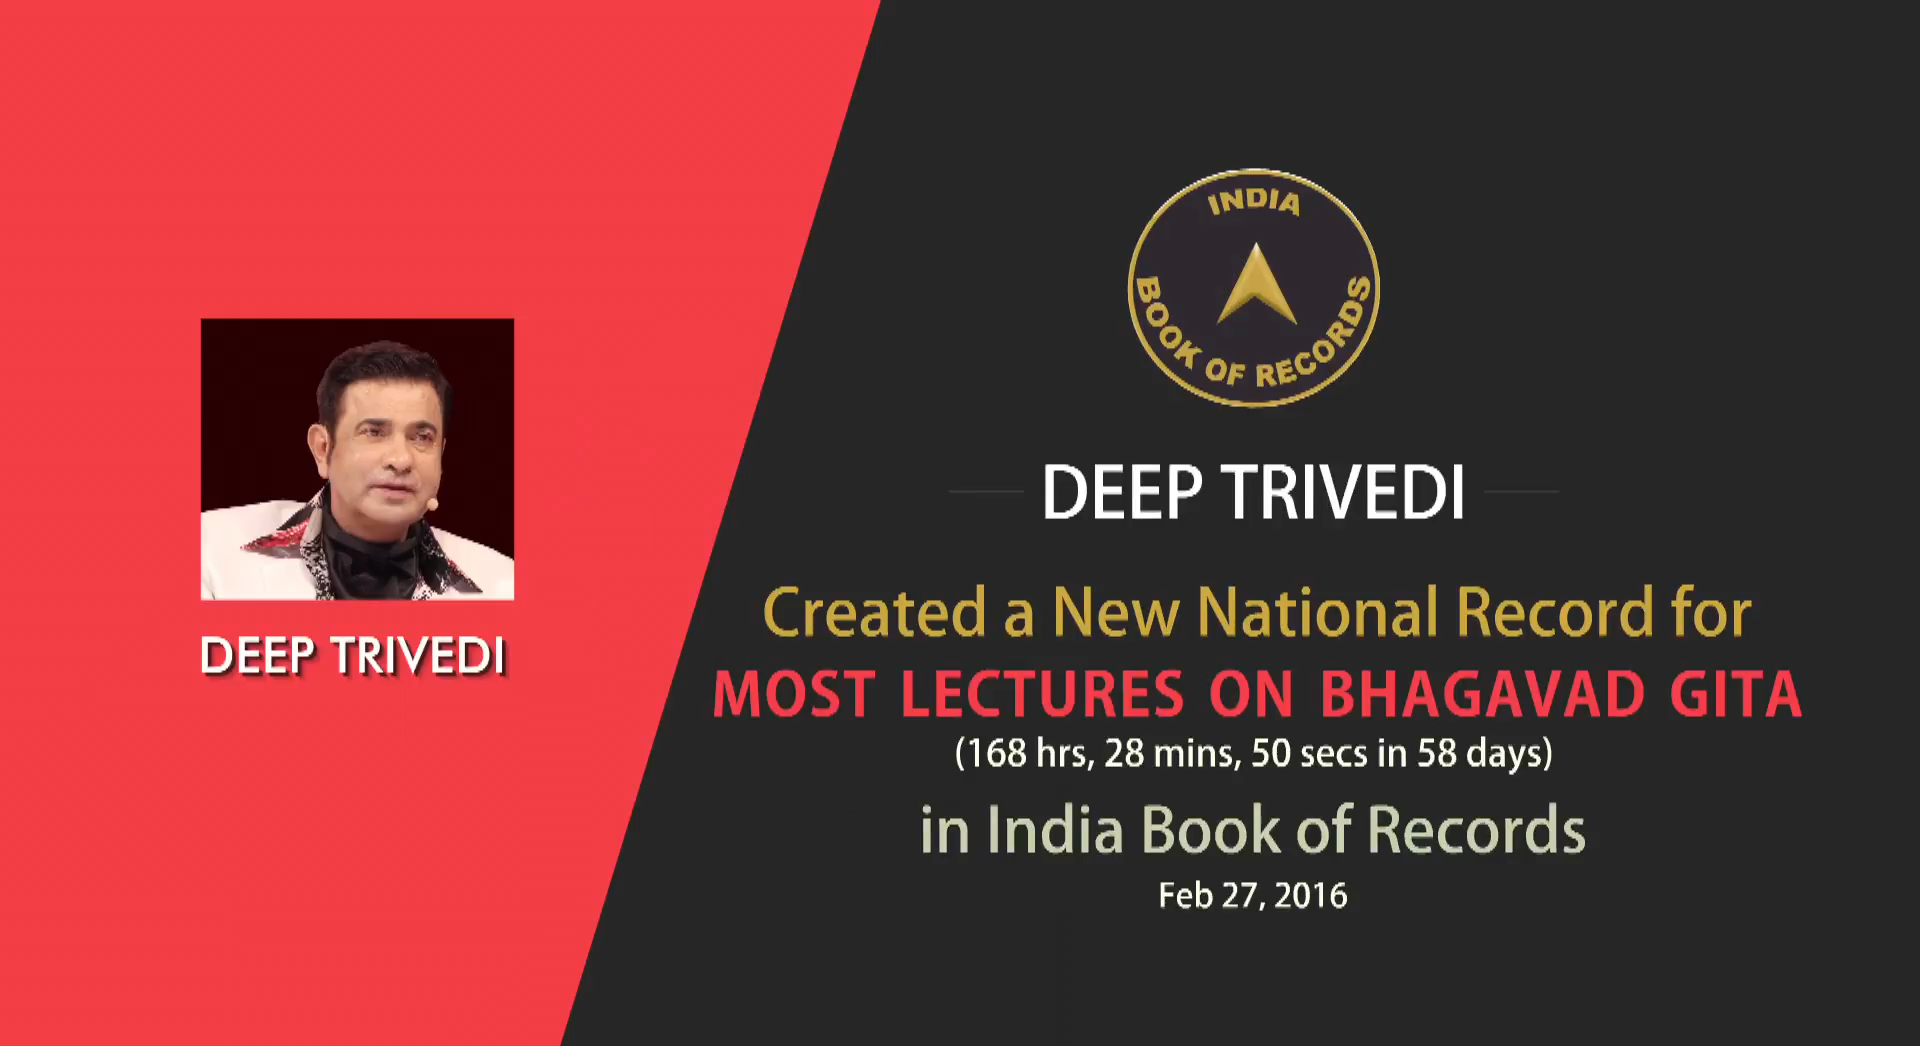 DEEP TRIVEDI
INDIA
BOOK OF RECORDS
DEEP TRIVEDI
Created a New National Record for
MOST LECTURES ON BHAGAVAD GITA
(168 hrs, 28 mins, 50 secs in 58 days)
in India Book of Records
Feb 27, 2016